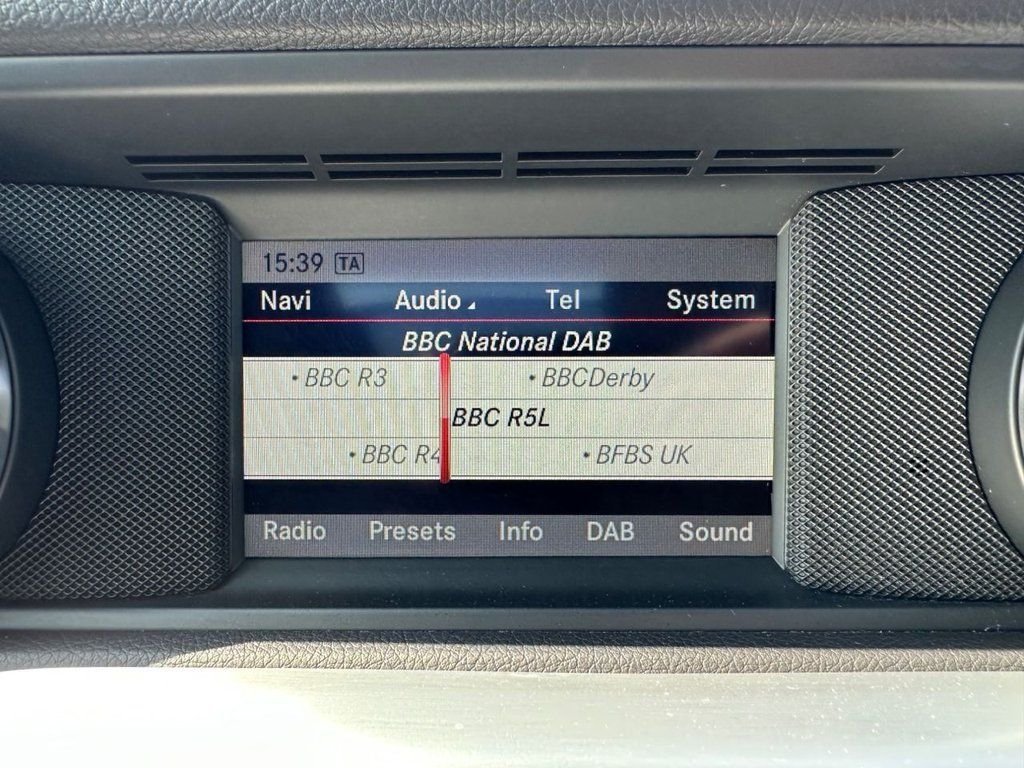 15:39 TA
Navi Audio Tel System
BBC National DAB
• BBC R3 • BBCDerby
BBC R5L
• BBC R4 • BFBS UK
Radio Presets Info DAB Sound